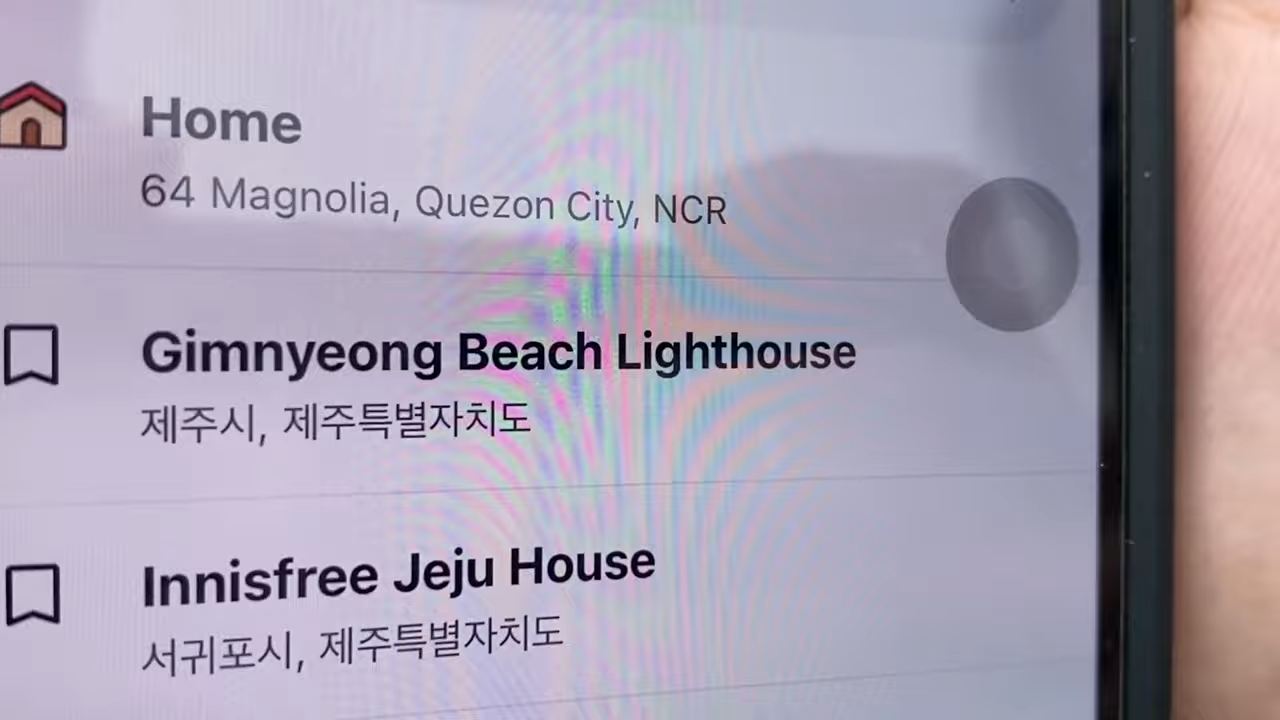 Home
64 Magnolia, Quezon City, NCR
Gimnyeong Beach Lighthouse
제주시, 제주특별자치도
Innisfree Jeju House
서귀포시, 제주특별자치도